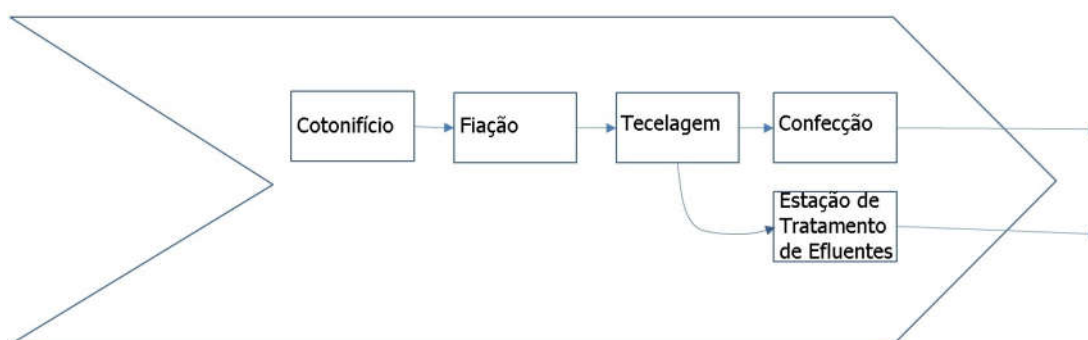 Cotonifício
Fiação
Tecelagem
Confecção
Estação de
Tratamento
de Efluentes